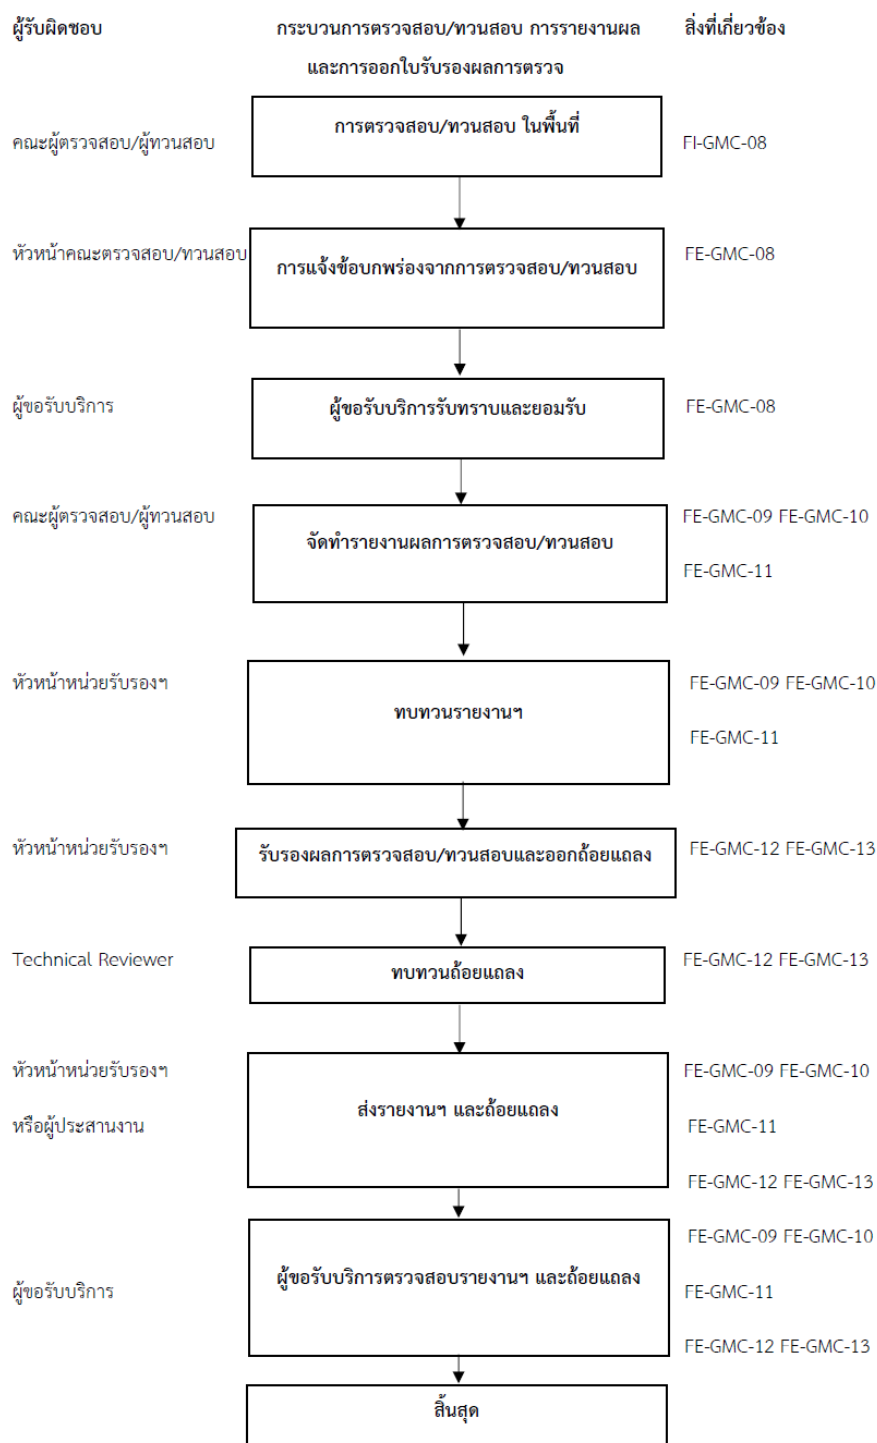 ผู้รับผิดชอบ กระบวนการตรวจสอบ/ทวนสอบ การรายงานผล สิ่งที่เกี่ยวข้อง
และการออกใบรับรองผลการตรวจ
การตรวจสอบ/ทวนสอบ ในพื้นที่
คณะผู้ตรวจสอบ/ผู้ทวนสอบ FI-GMC-08
หัวหน้าคณะตรวจสอบ/ทวนสอบ FE-GMC-08
การแจ้งข้อบกพร่องจากการตรวจสอบ/ทวนสอบ
ผู้ขอรับบริการ ผู้ขอรับบริการรับทราบและยอมรับ FE-GMC-08
คณะผู้ตรวจสอบ/ผู้ทวนสอบ FE-GMC-09 FE-GMC-10
จัดทำรายงานผลการตรวจสอบ/ทวนสอบ
FE-GMC-11
หัวหน้าหน่วยรับรองฯ FE-GMC-09 FE-GMC-10
ทบทวนรายงานฯ
FE-GMC-11
หัวหน้าหน่วยรับรองฯ รับรองผลการตรวจสอบ/ทวนสอบและออกถ้อยแถลง FE-GMC-12 FE-GMC-13
Technical Reviewer ทบทวนถ้อยแถลง FE-GMC-12 FE-GMC-13
หัวหน้าหน่วยรับรองฯ FE-GMC-09 FE-GMC-10
ส่งรายงานฯ และถ้อยแถลง
หรือผู้ประสานงาน FE-GMC-11
FE-GMC-12 FE-GMC-13
FE-GMC-09 FE-GMC-10
ผู้ขอรับบริการตรวจสอบรายงานฯ และถ้อยแถลง
ผู้ขอรับบริการ FE-GMC-11
FE-GMC-12 FE-GMC-13
สิ้นสุด